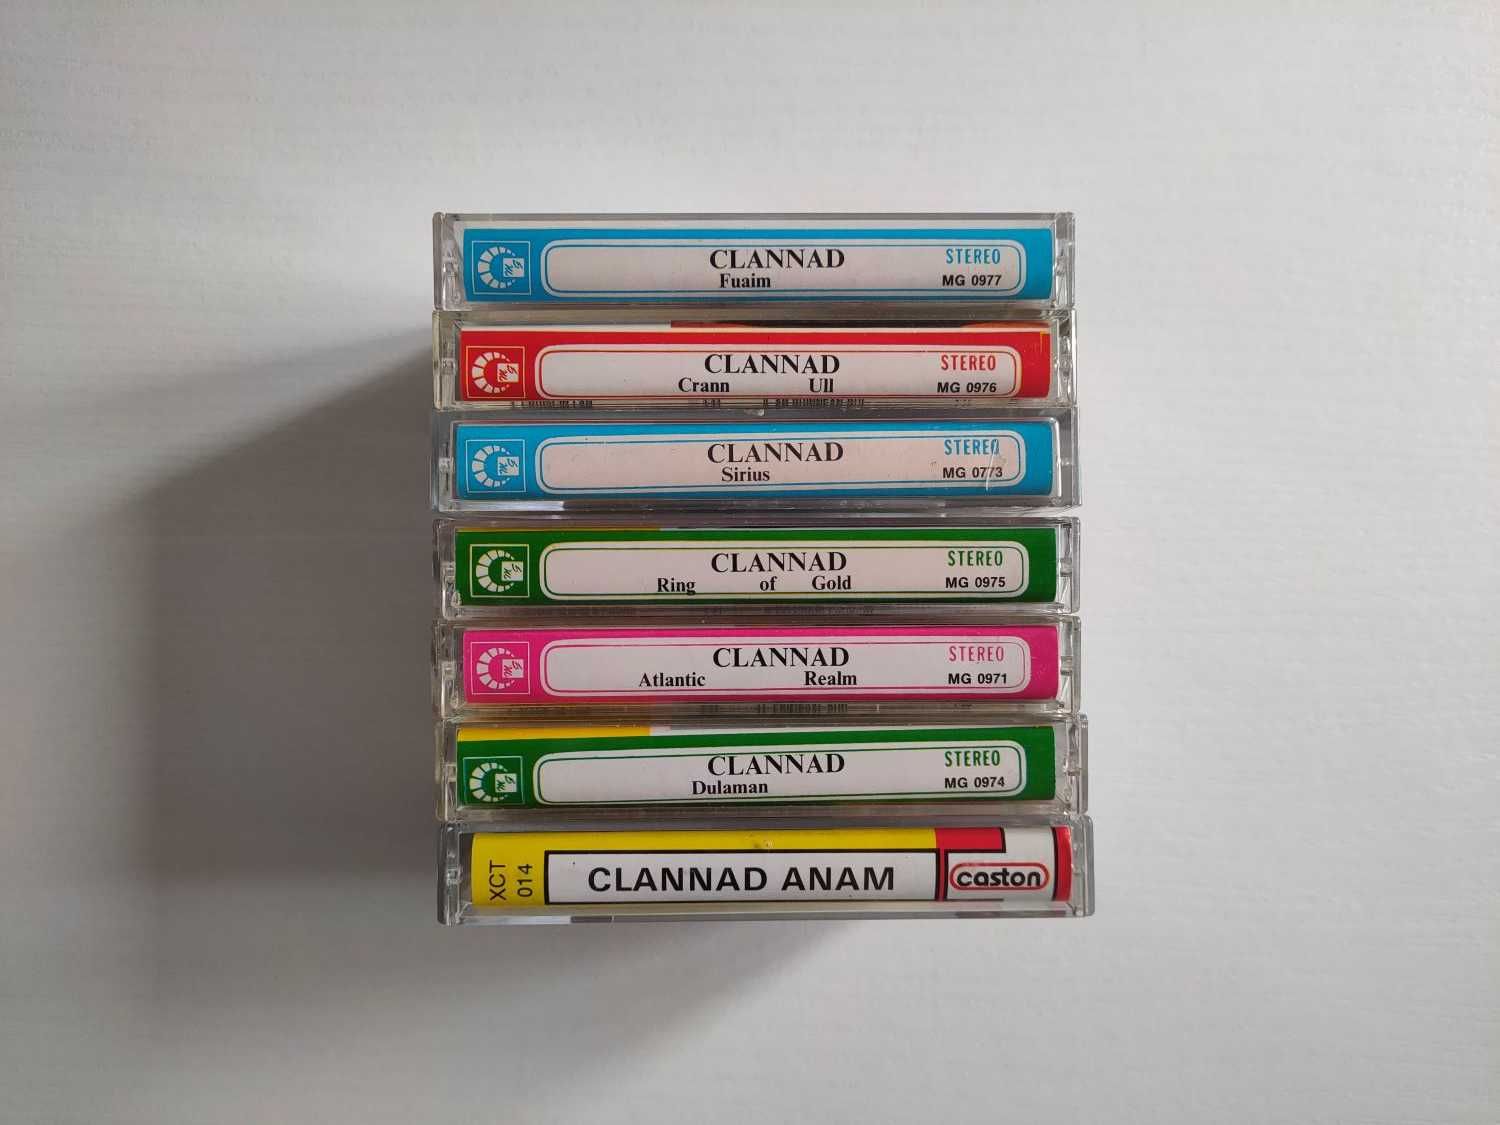 CLANNAD STEREO
Fuaim MG 0977
CLANNAD STEREO
Crann Ull MG 0976
CLANNAD STEREO
Sirius MG 0773
CLANNAD STEREO
Ring of Gold MG 0975
CLANNAD STEREO
Atlantic Realm MG 0971
CLANNAD STEREO
Dulaman MG 0974
XCT
014
CLANNAD ANAM
caston